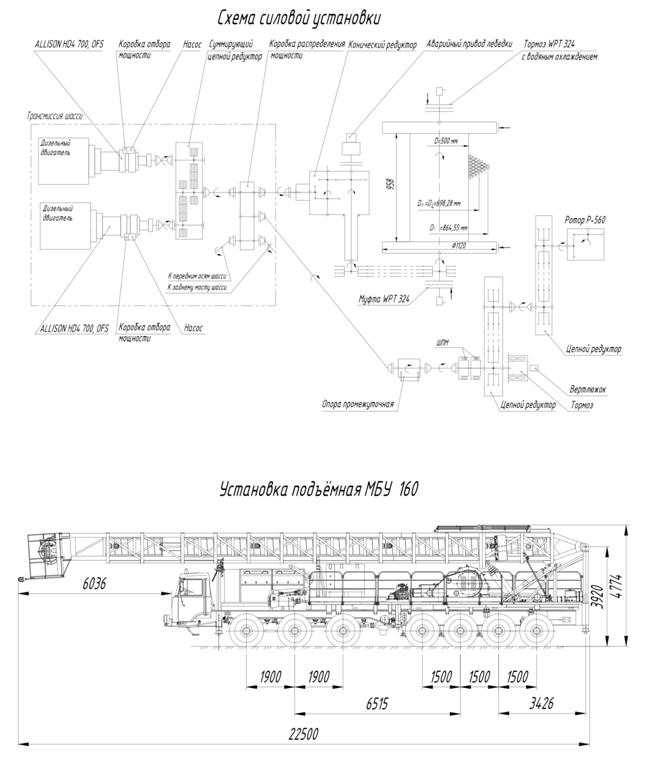 Схема силовой установки
ALLISON HD4 700, OFS
Коробка отбора
мощности
Насос
Суммирующий
цепной редуктор
Коробка распределения
мощности
Конический редуктор
Аварийный привод лебедки
Тормоз WPT 324
с водяным охлаждением
Трансмиссия шасси
Дизельный
двигатель
Дизельный
двигатель
D=500 мм
958
D₃ =D₂=698,28 мм
=864,55 мм
Ф1120
Ротор Р-560
К передним осям шасси
К заднему мосту шасси
Муфта WPT 324
ALLISON HD4 700, OFS
Коробка отбора
мощности
Насос
ШПМ
Цепной редуктор
Вертлюжок
Опора промежуточная
Цепной редуктор
Тормоз
Установка подъёмная МБУ 160
6036
3920
4774
1900
1900
1500
1500
1500
6515
3426
22500